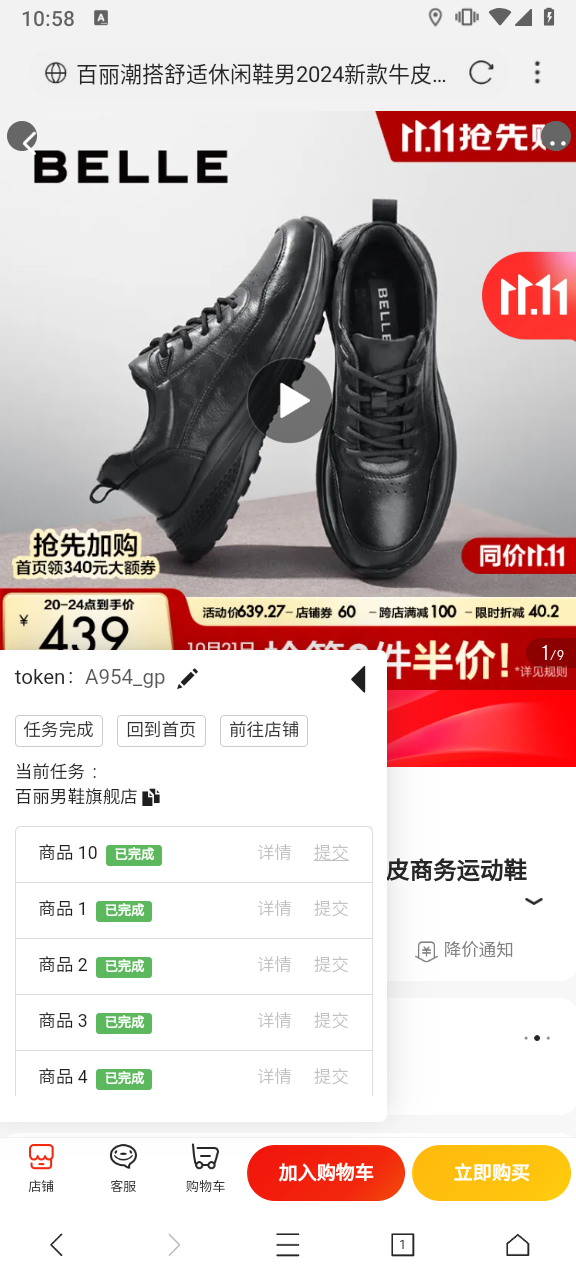 10:58
A
百丽潮搭舒适休闲鞋男2024新款牛皮...
11.11抢先
BELLE
BELLE
11.11
抢先加购
首页领340元大额券
同价11.11
20-24点到手价
¥
439
活动价639.27- 店铺券 60 -跨店满减100 -限时折减 40.2
件半价!
*详见规则
1/9
token: A954_gp
任务完成
回到首页
前往店铺
当前任务 :
百丽男鞋旗舰店
商品 10 已完成 详情 提交
皮商务运动鞋
商品 1 已完成 详情 提交
降价通知
商品 2 已完成 详情 提交
商品 3 已完成 详情 提交
商品 4 已完成 详情 提交
店铺
客服
购物车
加入购物车
立即购买
1